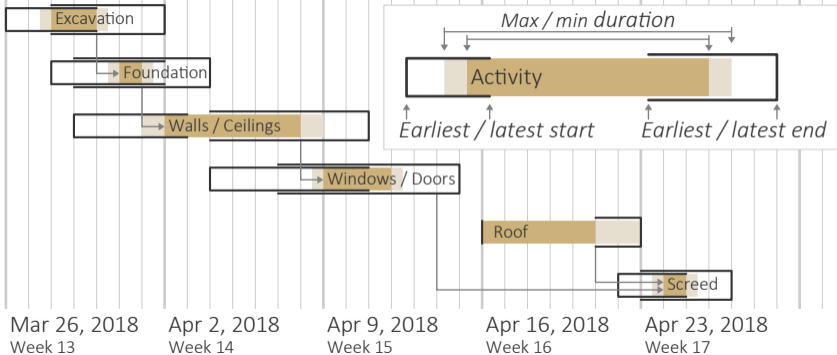 Excavation
Max / min duration
Activity
Foundation
Earliest / latest start
Earliest / latest end
Walls / Ceilings
Windows / Doors
Roof
Screed
Mar 26, 2018
Apr 2, 2018
Apr 9, 2018
Apr 16, 2018
Apr 23, 2018
Week 13
Week 14
Week 15
Week 16
Week 17